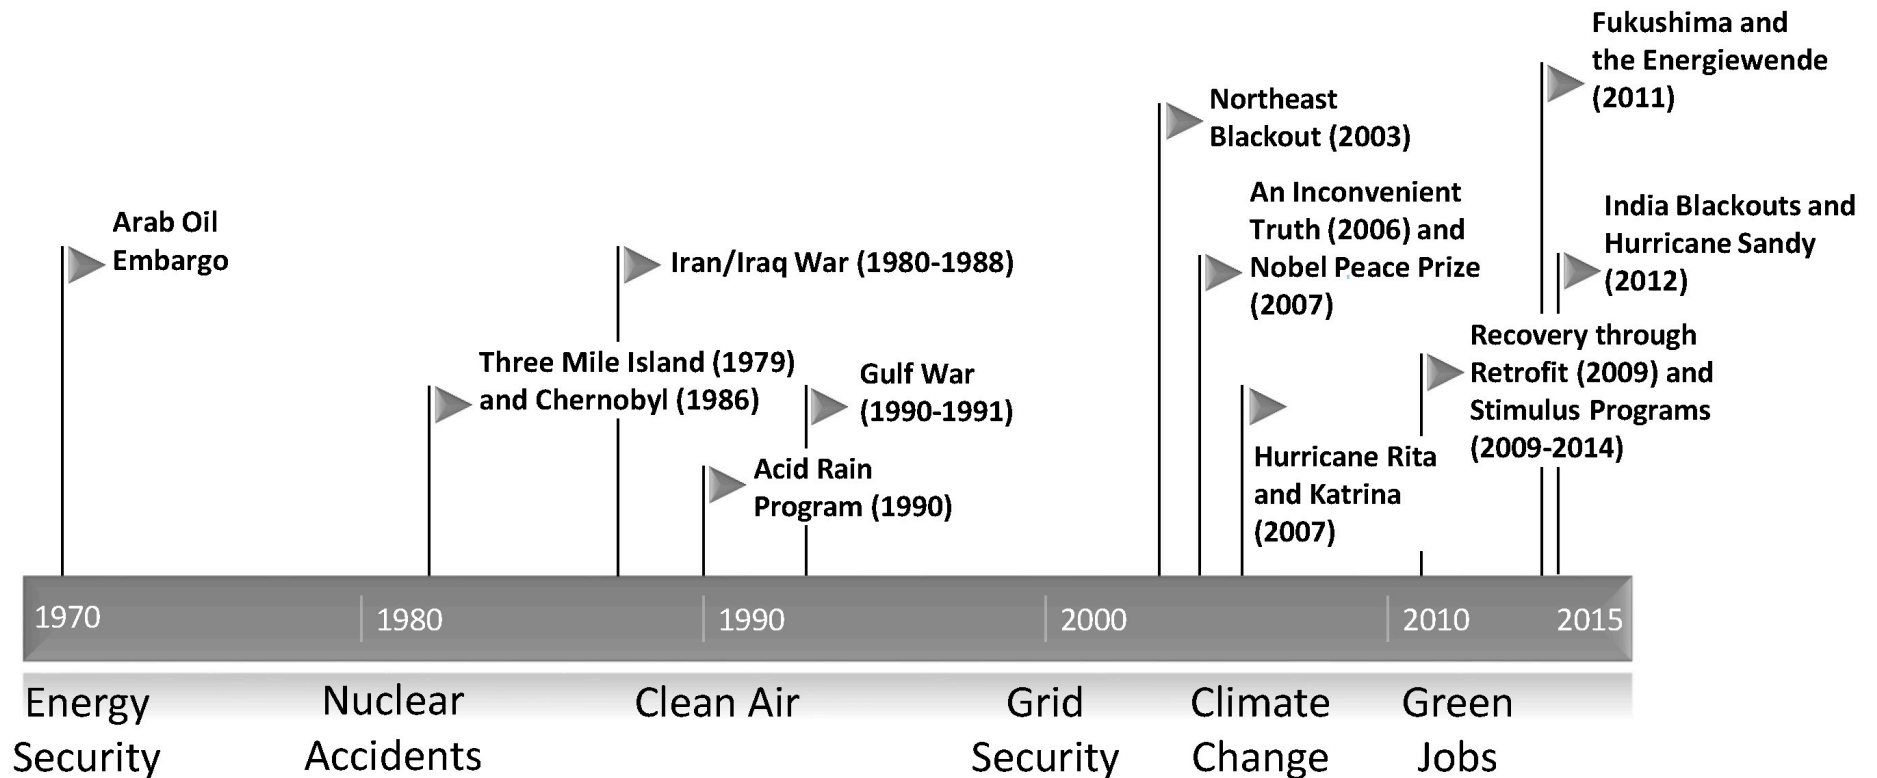 Arab Oil
Embargo
Three Mile Island (1979)
and Chernobyl (1986)
Iran/Iraq War (1980-1988)
Acid Rain
Program (1990)
Gulf War
(1990-1991)
Northeast
Blackout (2003)
An Inconvenient
Truth (2006) and
Nobel Peace Prize
(2007)
Hurricane Rita
and Katrina
(2007)
Recovery through
Retrofit (2009) and
Stimulus Programs
(2009-2014)
Fukushima and
the Energiewende
(2011)
India Blackouts and
Hurricane Sandy
(2012)
1970 1980 1990 2000 2010 2015
Energy
Security
Nuclear
Accidents
Clean Air
Grid
Security
Climate
Change
Green
Jobs